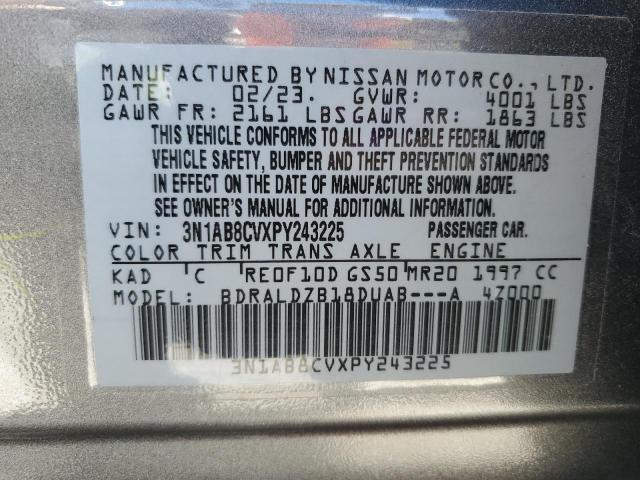 MANUFACTURED BY NISSAN MOTOR CO., LTD.
DATE: 02/23. GVWR: 4001 LBS
GAWR FR: 2161 LBS GAWR RR: 1863 LBS
THIS VEHICLE CONFORMS TO ALL APPLICABLE FEDERAL MOTOR
VEHICLE SAFETY, BUMPER AND THEFT PREVENTION STANDARDS
IN EFFECT ON THE DATE OF MANUFACTURE SHOWN ABOVE.
SEE OWNER'S MANUAL FOR ADDITIONAL INFORMATION.
VIN: 3N1AB8CVXPY243225 PASSENGER CAR.
COLOR TRIM TRANS AXLE ENGINE
KAD C RE0F10D GS50 MR20 1997 CC
MODEL: BDRALDZB18DUAB---A 4Z000
3N1AB8CVXPY243225